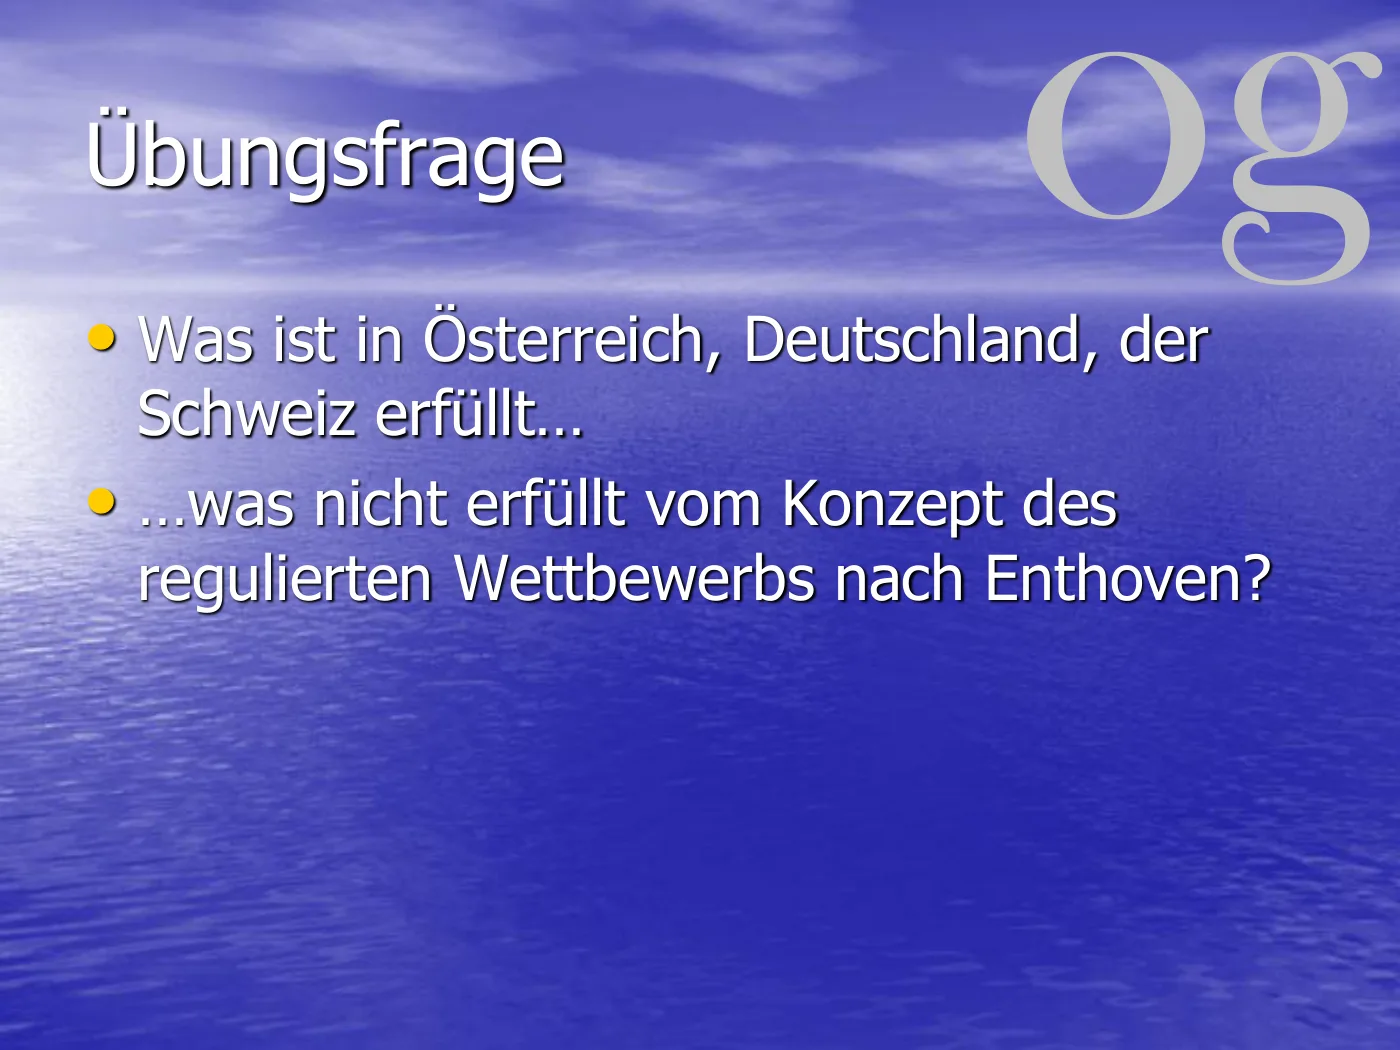 og
Übungsfrage
• Was ist in Österreich, Deutschland, der
Schweiz erfüllt…
• …was nicht erfüllt vom Konzept des
regulierten Wettbewerbs nach Enthoven?